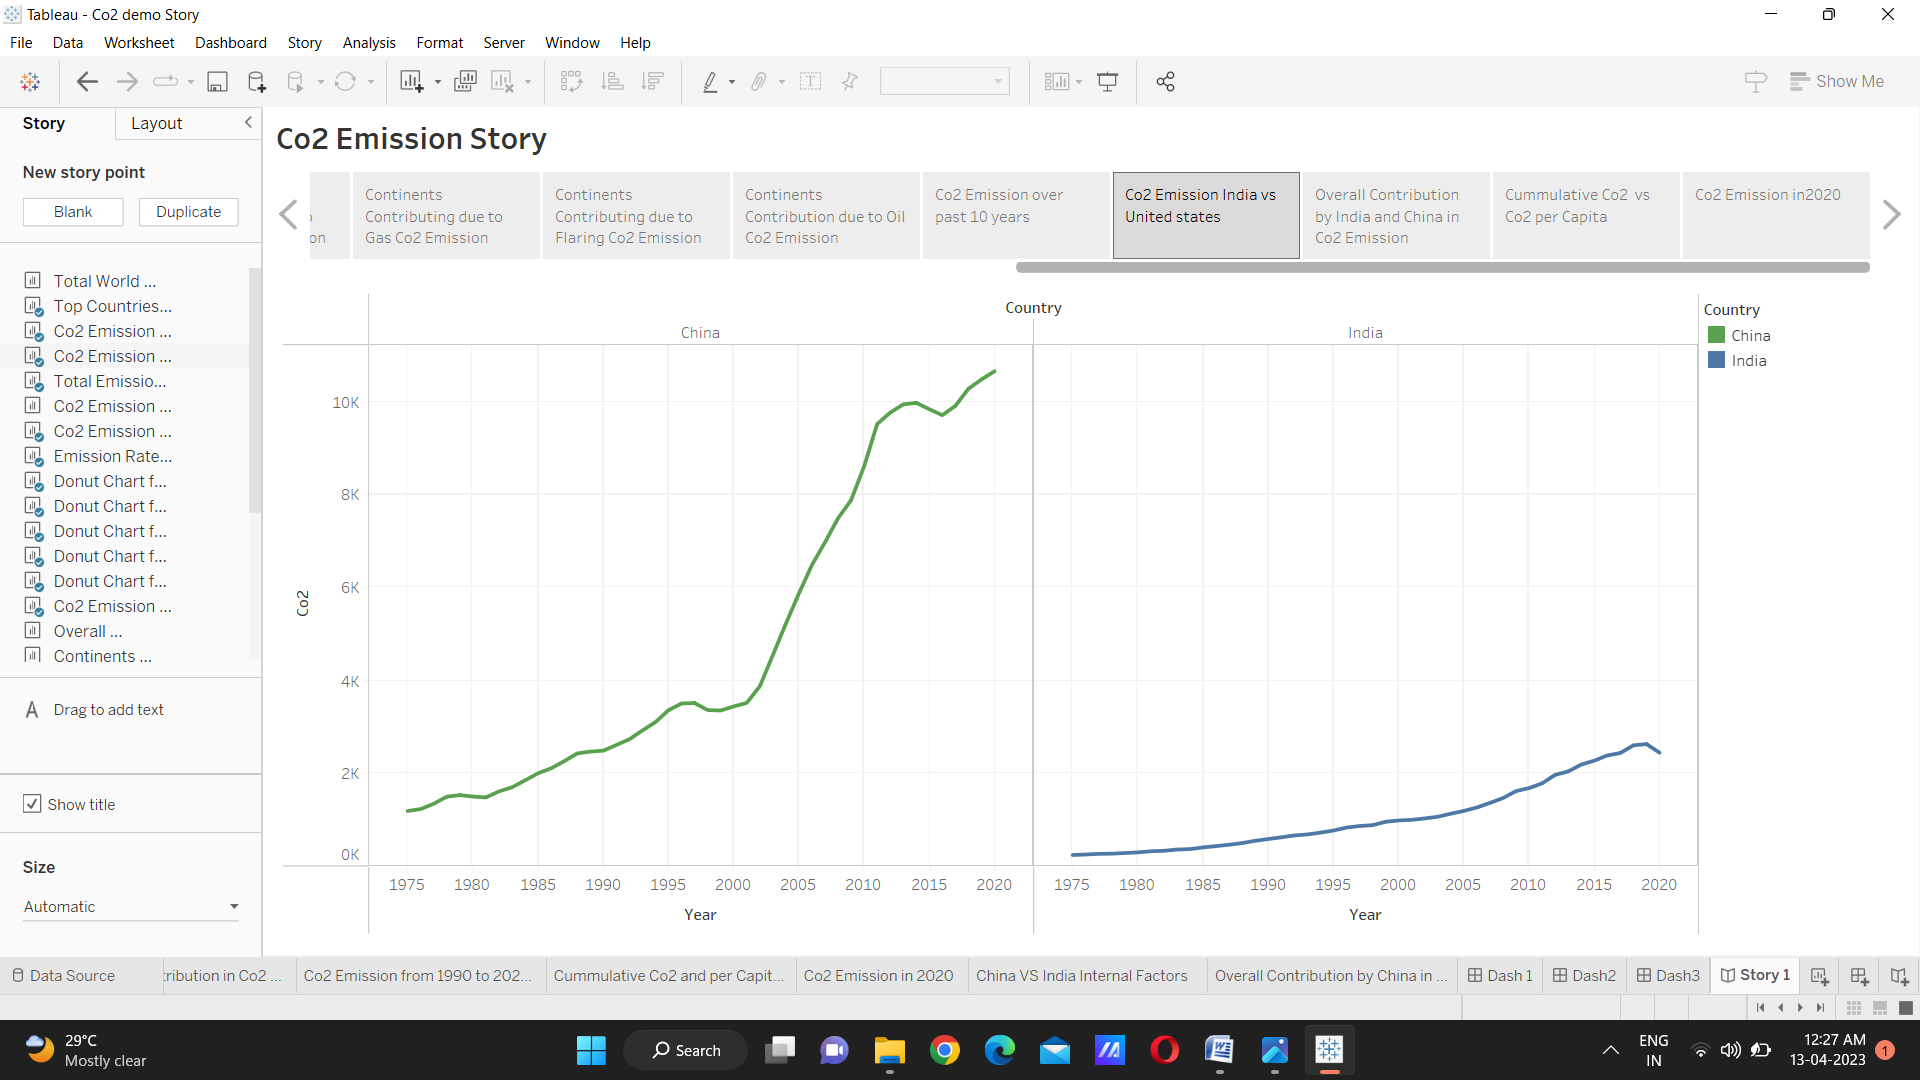 Tableau - Co2 demo Story
File Data Worksheet Dashboard Story Analysis Format Server Window Help
Show Me
Story Layout
New story point
Blank Duplicate
Total World ...
Top Countries...
Co2 Emission ...
Co2 Emission ...
Total Emissio...
Co2 Emission ...
Co2 Emission ...
Emission Rate...
Donut Chart f...
Donut Chart f...
Donut Chart f...
Donut Chart f...
Donut Chart f...
Co2 Emission ...
Overall ...
Continents ...
A Drag to add text
Show title
Size
Automatic
Co2 Emission Story
on
Continents
Contributing due to
Gas Co2 Emission
Continents
Contributing due to
Flaring Co2 Emission
Continents
Contribution due to Oil
Co2 Emission
Co2 Emission over
past 10 years
Co2 Emission India vs
United states
Overall Contribution
by India and China in
Co2 Emission
Cummulative Co2 vs
Co2 per Capita
Co2 Emission in2020
Country
China India
10K
8K
6K
4K
2K
0K
Co2
1975 1980 1985 1990 1995 2000 2005 2010 2015 2020 1975 1980 1985 1990 1995 2000 2005 2010 2015 2020
Year Year
Country
China
India
Data Source tribution in Co2 ... Co2 Emission from 1990 to 202... Cummulative Co2 and per Capit... Co2 Emission in 2020 China VS India Internal Factors Overall Contribution by China in ... Dash 1 Dash2 Dash3 Story 1
29°C
Mostly clear
Search
ENG
IN
12:27 AM
13-04-2023
1